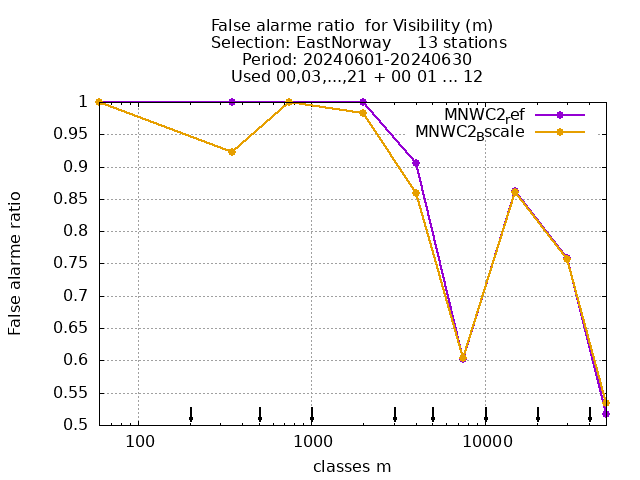 False alarme ratio  for Visibility (m)
Selection: EastNorway     13 stations
Period: 20240601-20240630
Used 00,03,...,21 + 00 01 ... 12
MNWC2ref
MNWC2Bscale
1
0.95
0.9
0.85
0.8
0.75
0.7
0.65
0.6
0.55
0.5
False alarme ratio
100 1000 10000
classes m